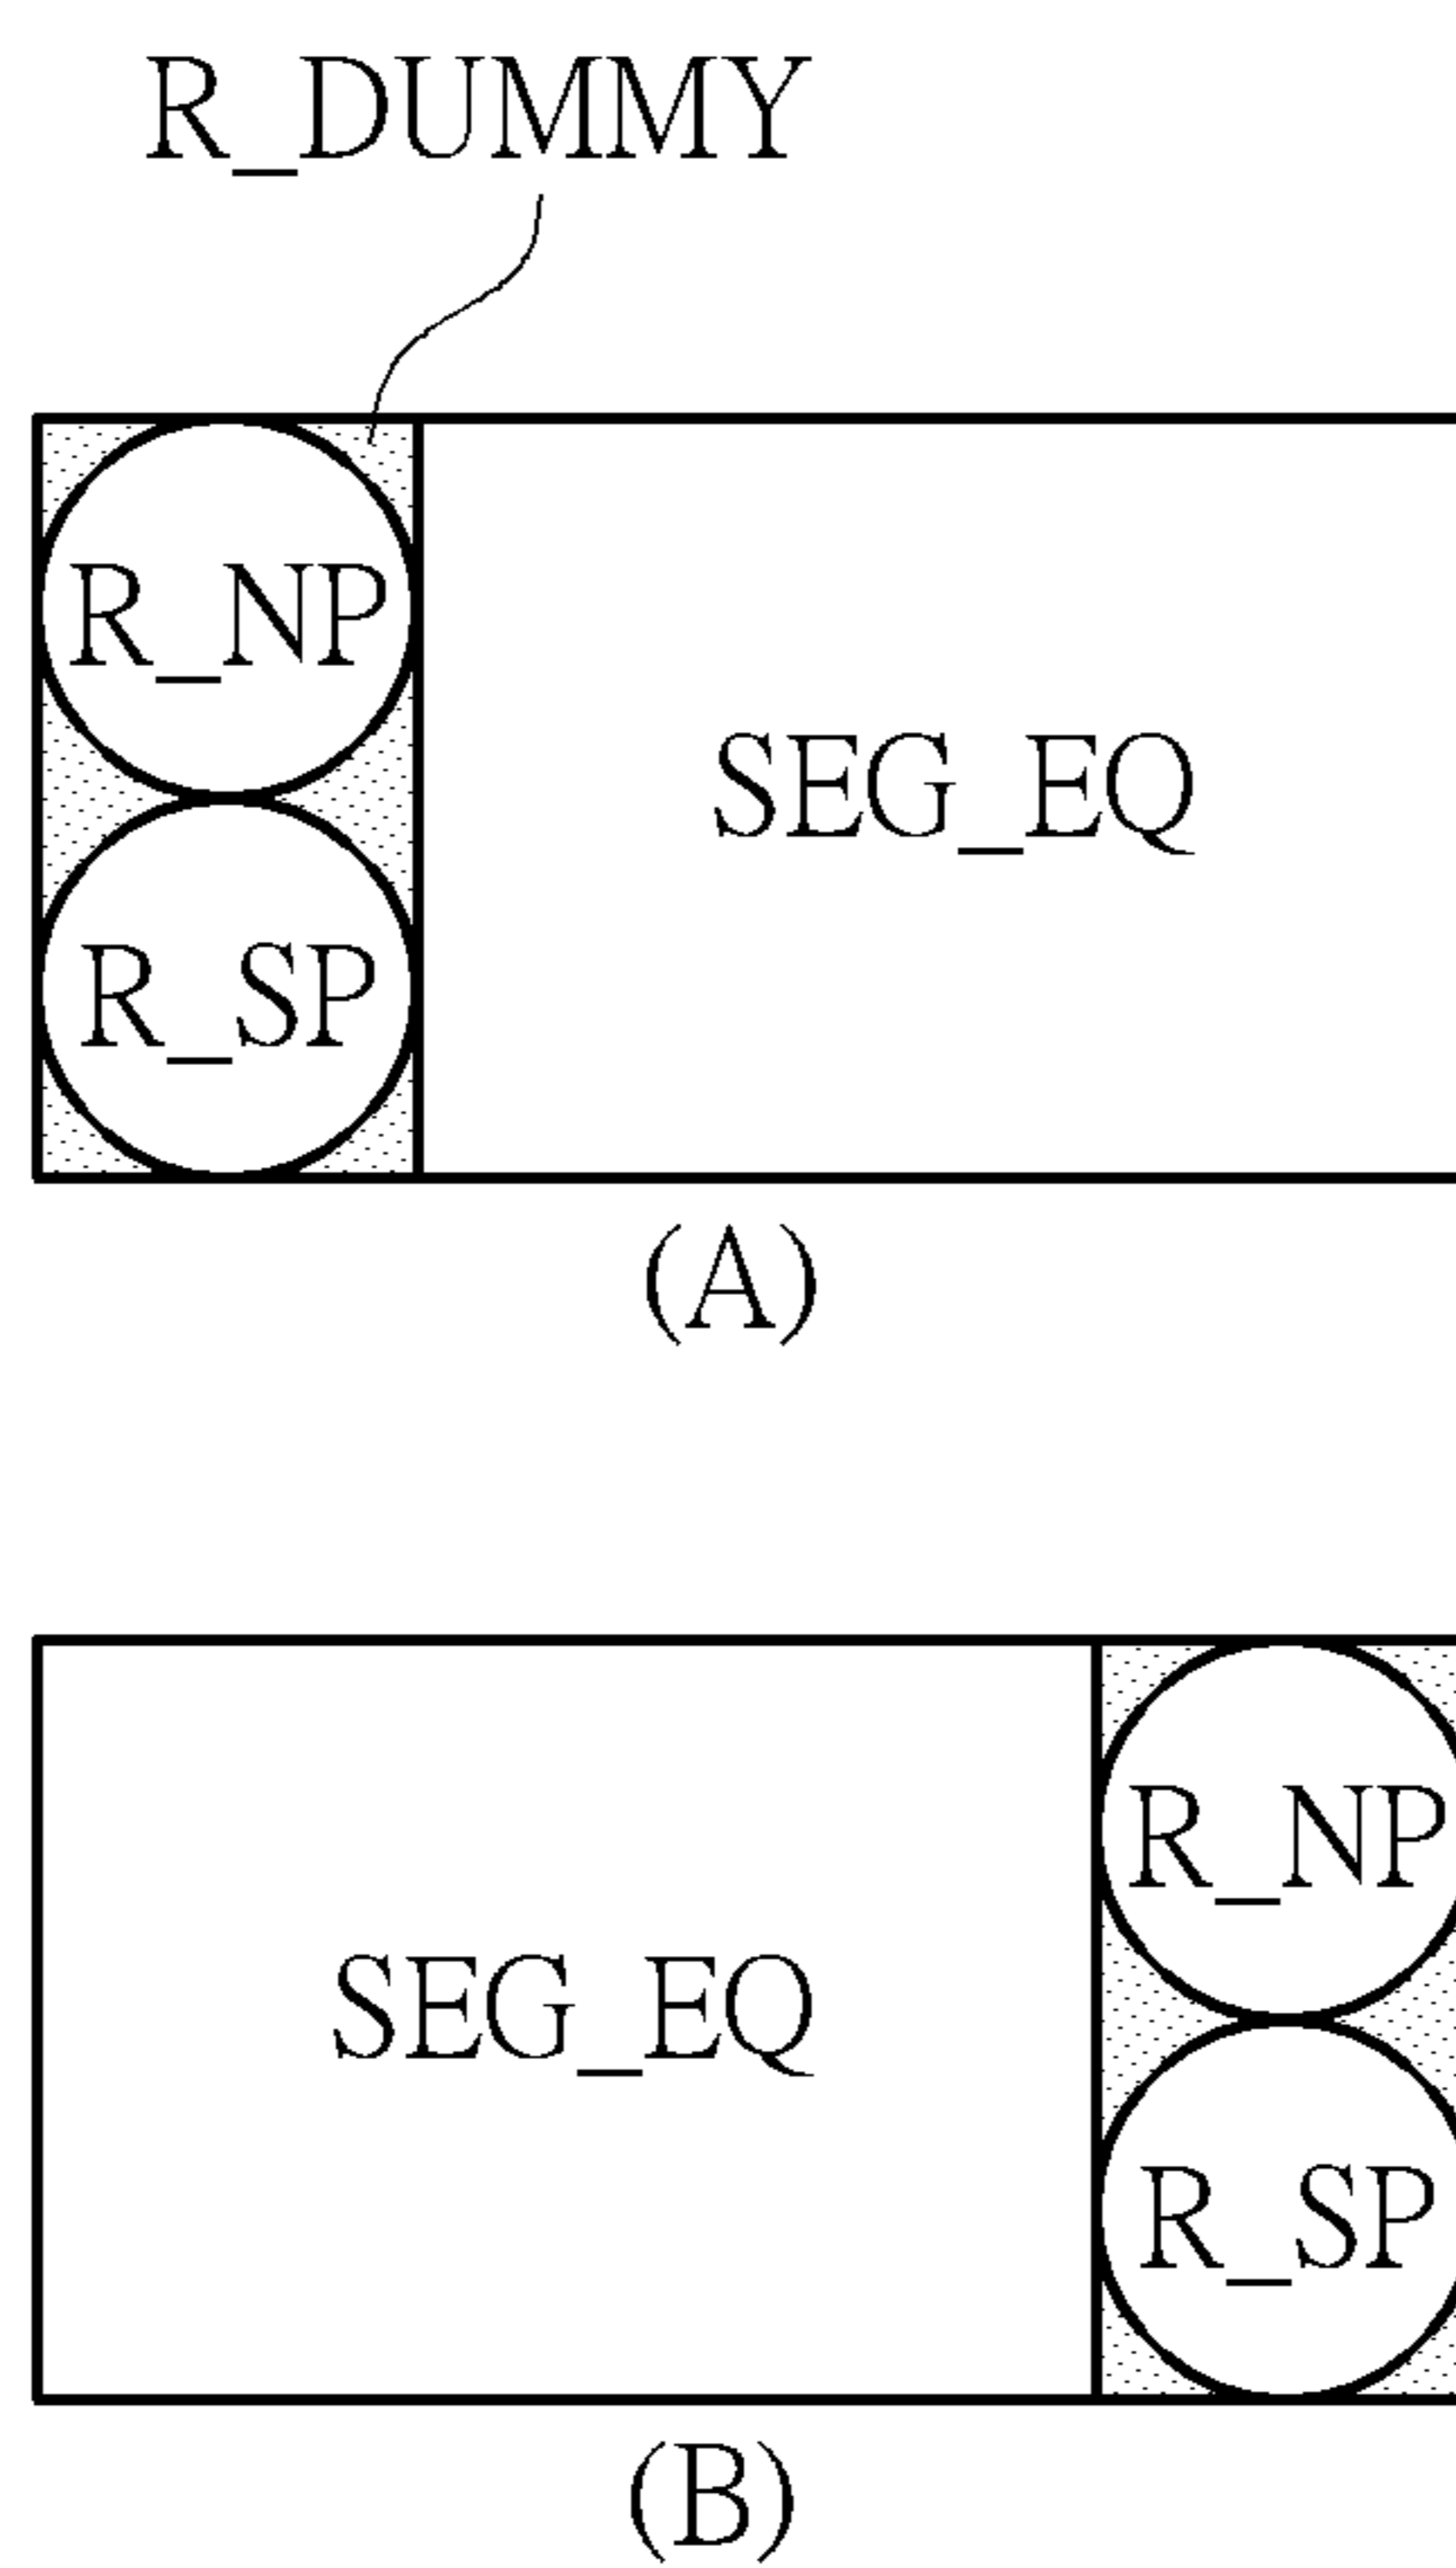 R_DUMMY
R_NP
SEG_EQ
R_SP
(A)
R_NP
SEG_EQ
R_SP
(B)